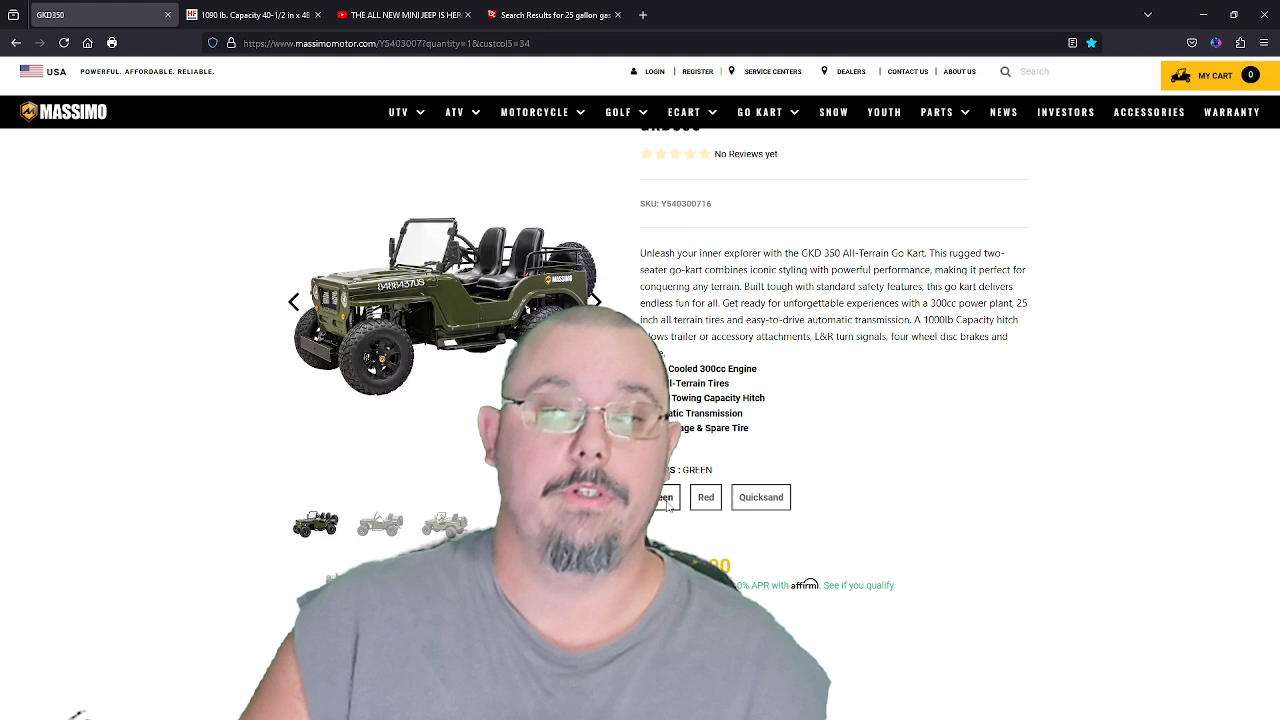 GKD350
1090 lb. Capacity 40-1/2 in x 48
THE ALL NEW MINI JEEP IS HER
Search Results for 25 gallon gas
https://www.massimomotor.com/Y5403007?quantity=1&custcol5=34
USA
POWERFUL. AFFORDABLE. RELIABLE.
LOGIN | REGISTER | SERVICE CENTERS DEALERS | CONTACT US | ABOUT US
Search
MY CART 0
MASSIMO
UTV ATV MOTORCYCLE GOLF ECART GO KART SNOW YOUTH PARTS NEWS INVESTORS ACCESSORIES WARRANTY
No Reviews yet
SKU: Y540300716
Unleash your inner explorer with the GKD 350 All-Terrain Go Kart. This rugged two-
seater go-kart combines iconic styling with powerful performance, making it perfect for
conquering any terrain. Built tough with standard safety features, this go kart delivers
endless fun for all. Get ready for unforgettable experiences with a 300cc power plant, 25
inch all terrain tires and easy-to-drive automatic transmission. A 1000lb Capacity hitch
trailer or accessory attachments, L&R turn signals, four wheel disc brakes and
Cooled 300cc Engine
ll-Terrain Tires
Towing Capacity Hitch
atic Transmission
age & Spare Tire
S : GREEN
een Red Quicksand
00
0% APR with affirm. See if you qualify
8488437US
MASSIMO